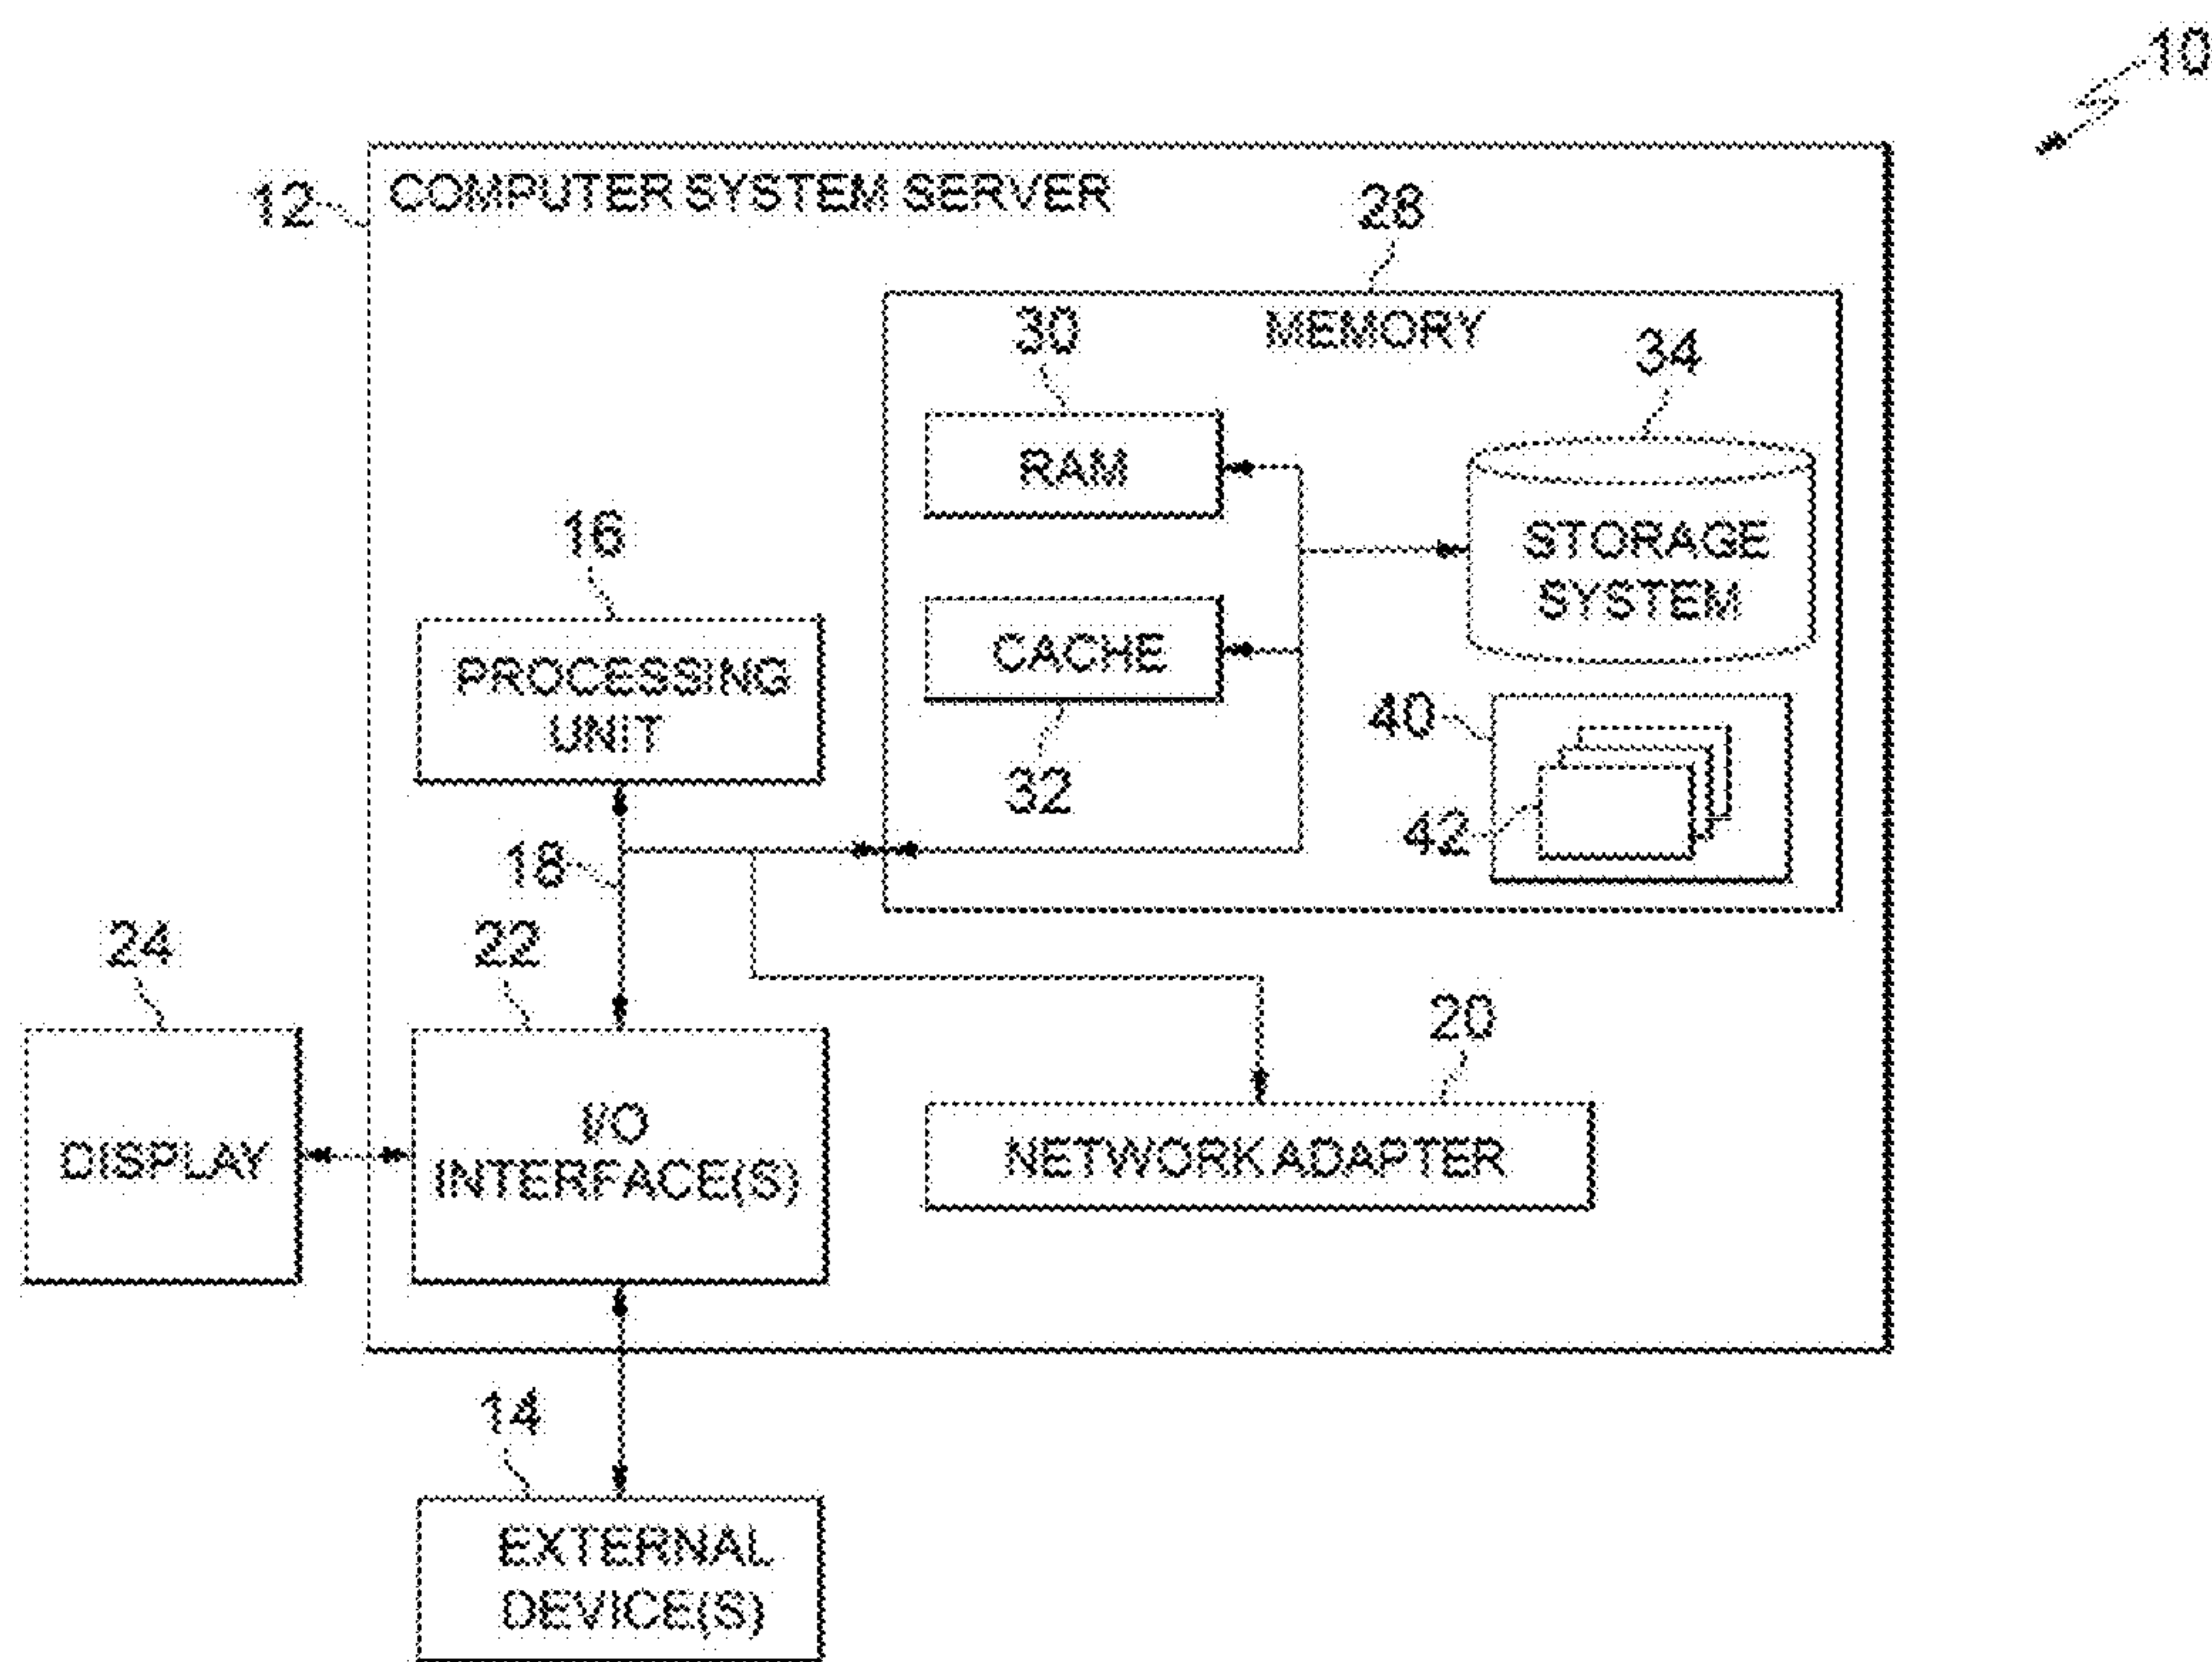 10
12
COMPUTER SYSTEM SERVER
28
MEMORY
30
34
RAM
STORAGE
SYSTEM
16
PROCESSING
UNIT
CACHE
32
40
42
18
24
22
20
DISPLAY
I/O
INTERFACE(S)
NETWORK ADAPTER
14
EXTERNAL
DEVICE(S)